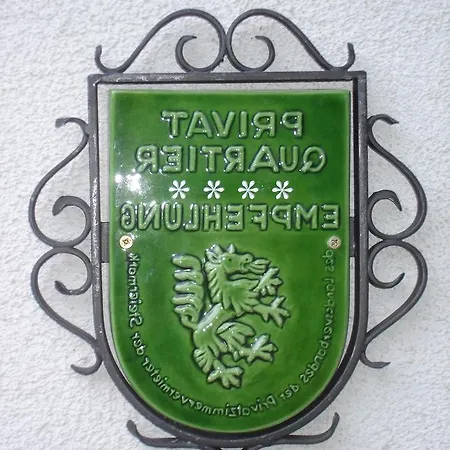 PRIVAT
QUARTIER
****
EMPFEHLUNG
des Landesverbandes der Privatzimmervermieter der Steiermark